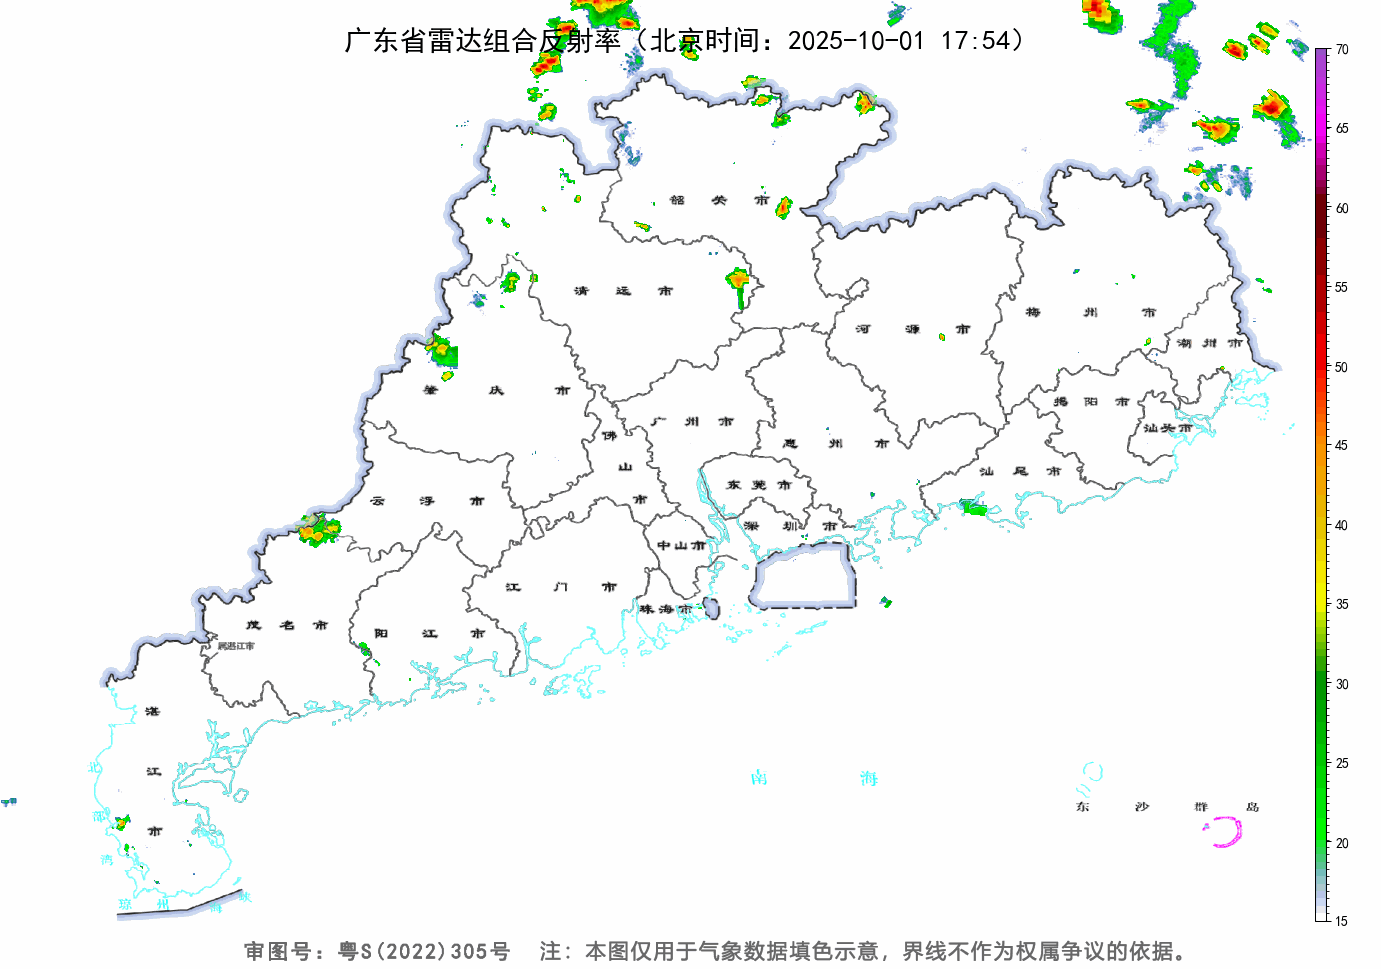 广东省雷达组合反射率（北京时间：2025-10-01 17:54）
70
65
60
55
50
45
40
35
30
25
20
15
韶关市
清远市
河源市
梅州市
潮州市
肇庆市
广州市
佛山市
惠州市
揭阳市
汕头市
汕尾市
云浮市
东莞市
深圳市
中山市
江门市
珠海市
茂名市
阳江市
属湛江市
湛江市
北部湾
琼州海峡
南海
东沙群岛
审图号：粤S(2022)305号 注：本图仅用于气象数据填色示意，界线不作为权属争议的依据。